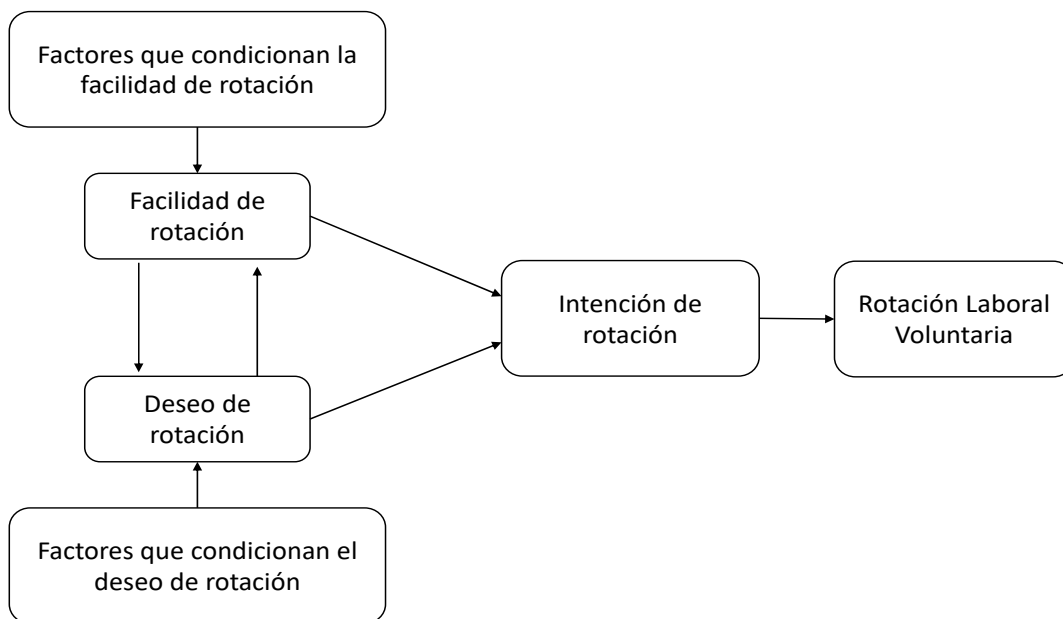 Factores que condicionan la
facilidad de rotación
Facilidad de
rotación
Intención de
rotación
Rotación Laboral
Voluntaria
Deseo de
rotación
Factores que condicionan el
deseo de rotación